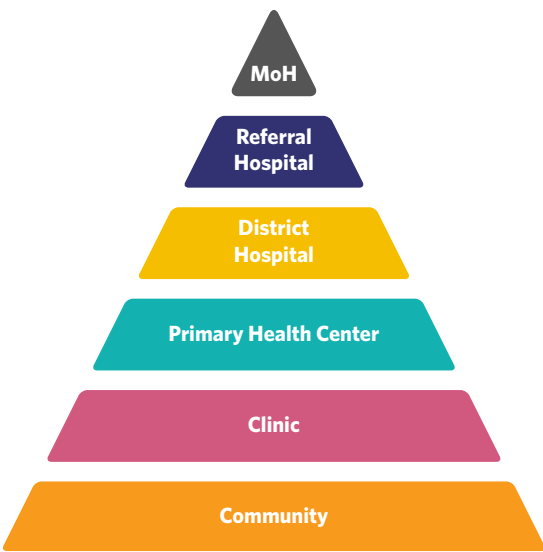 MoH
Referral
Hospital
District
Hospital
Primary Health Center
Clinic
Community